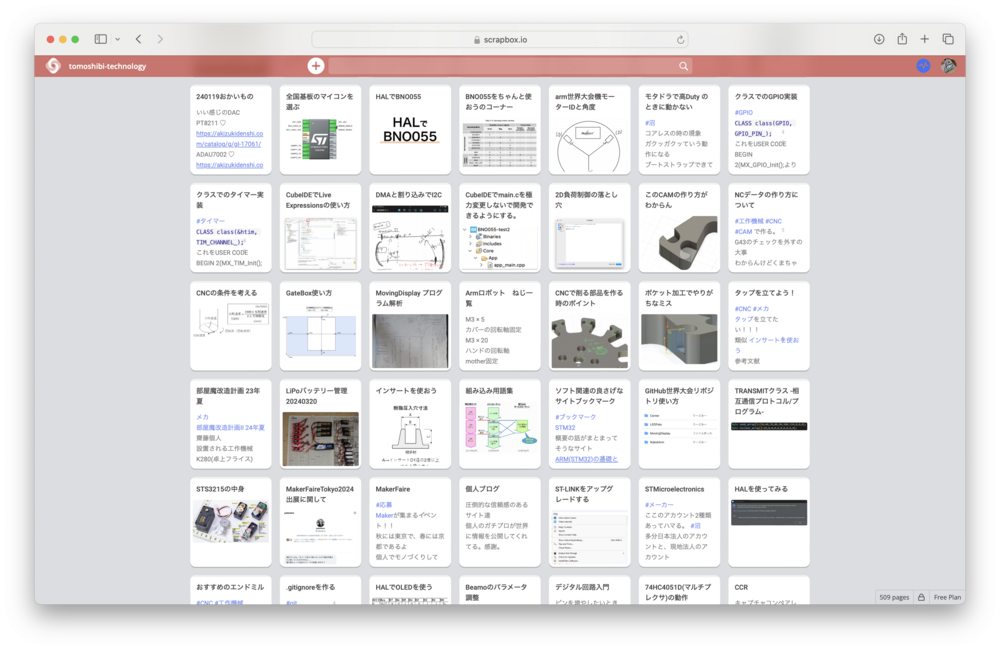 scrapbox.io
tomoshibi-technology
240119おかいもの
いい感じのDAC
PT8211 ♡
https://akizukidenshi.co
m/catalog/g/gI-17061/
ADAU7002 ♡
https://akizukidenshi.co
全国基板のマイコンを
選ぶ
HALでBNO055
HALで
BNO055
BNO055をちゃんと使
おうのコーナー
arm世界大会機モー
ターIDと角度
モタドラで高Duty の
ときに動かない
#沼
コアレスの時の現象
ガクッガクッていう動
作になる
ブートストラップできて
クラスでのGPIO実装
#GPIO
CLASS class(GPIO,
GPIO_PIN_);
これをUSER CODE
BEGIN
2(MX_GPIO_Init();より
クラスでのタイマー実
装
#タイマー
CLASS class(&htim,
TIM_CHANNEL_);
これをUSER CODE
BEGIN 2(MX_TIM_Init();
CubeIDEでLive
Expressionsの使い方
DMAと割り込みでI2C
CubeIDEでmain.cを極
力変更しないで開発で
きるようにする。
BNO055-test2
Binaries
Includes
Core
App
app_main.cpp
2D負荷制御の落とし
穴
このCAMの作り方が
わからん
NCデータの作り方に
ついて
#工作機械 #CNC
#CAM で作る。
G43のチェックを外すの
大事
わからんけどくまちゃ
CNCの条件を考える
GateBox使い方
MovingDisplay プログ
ラム解析
Armロボット ねじ一
覧
M3 × 5
カバーの回転軸固定
M3 × 20
ハンドの回転軸
mother固定
CNCで削る部品を作る
時のポイント
ポケット加工でやりが
ちなミス
タップを立てよう！
#CNC #メカ
タップを立てた
い！！！
類似 インサートを使お
う
参考文献
部屋魔改造計画 23年
夏
メカ
部屋魔改造計画II 24年夏
齋藤個人
設置される工作機械
K280(卓上フライス)
LiPoバッテリー管理
20240320
インサートを使おう
樹脂圧入穴寸法
組み込み用語集
ソフト関連の良さげな
サイトブックマーク
#ブックマーク
STM32
概要の話がまとまって
そうなサイト
ARM(STM32)の基礎と
GitHub世界大会リポジ
トリ使い方
TRANSMITクラス -相
互通信プロトコル/プ
ログラム-
STS3215の中身
MakerFaireTokyo2024
出展に関して
MakerFaire
#応募
Makerが集まるイベン
ト！！
秋には東京で、春には京
都であるよ
個人でモノづくりして
個人ブログ
圧倒的な信頼感のある
サイト達
個人のガチプロが世界
に情報を公開してくれ
てる。感謝。
ST-LINKをアップグ
レードする
STMicroelectronics
#メーカー
ここのアカウント2種類
あってハマる。 #沼
多分日本法人のアカウ
ントと、現地法人のア
カウント
HALを使ってみる
おすすめのエンドミル
#CNC #工作機械
.gitignoreを作る
#git
HALでOLEDを使う
Beamoのパラメータ
調整
デジタル回路入門
ピンを増やしたいとき
74HC4051D(マルチプ
レクサ)の動作
CCR
キャプチャコンペアレ
509 pages
Free Plan